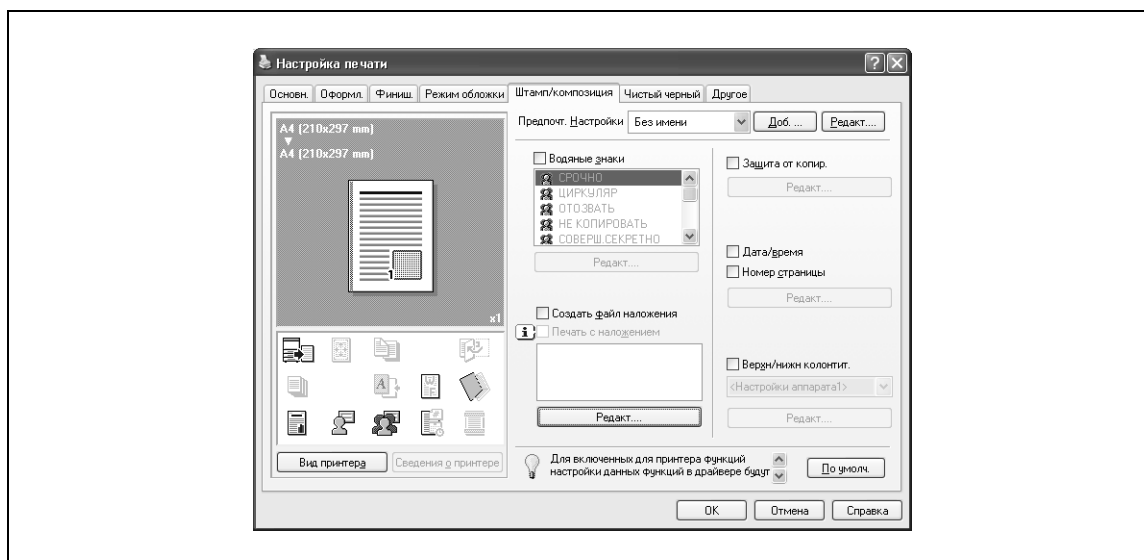 Настройка печати
Основн. Оформл. Финиш. Режим обложки Штамп/композиция Чистый черный Другое
A4 (210x297 mm)
A4 (210x297 mm)
1
x1
Вид принтера Сведения о принтере
Предпочт. Настройки Без имени Доб. ... Редакт....
Водяные знаки
СРОЧНО
ЦИРКУЛЯР
ОТОЗВАТЬ
НЕ КОПИРОВАТЬ
СОВЕРШ.СЕКРЕТНО
Редакт....
Создать файл наложения
Печать с наложением
Редакт....
Защита от копир.
Редакт....
Дата/время
Номер страницы
Редакт....
Верхн/нижн колонтит.
<Настройки аппарата1>
Редакт....
Для включенных для принтера функций
настройки данных функций в драйвере будут
По умолч.
OK Отмена Справка